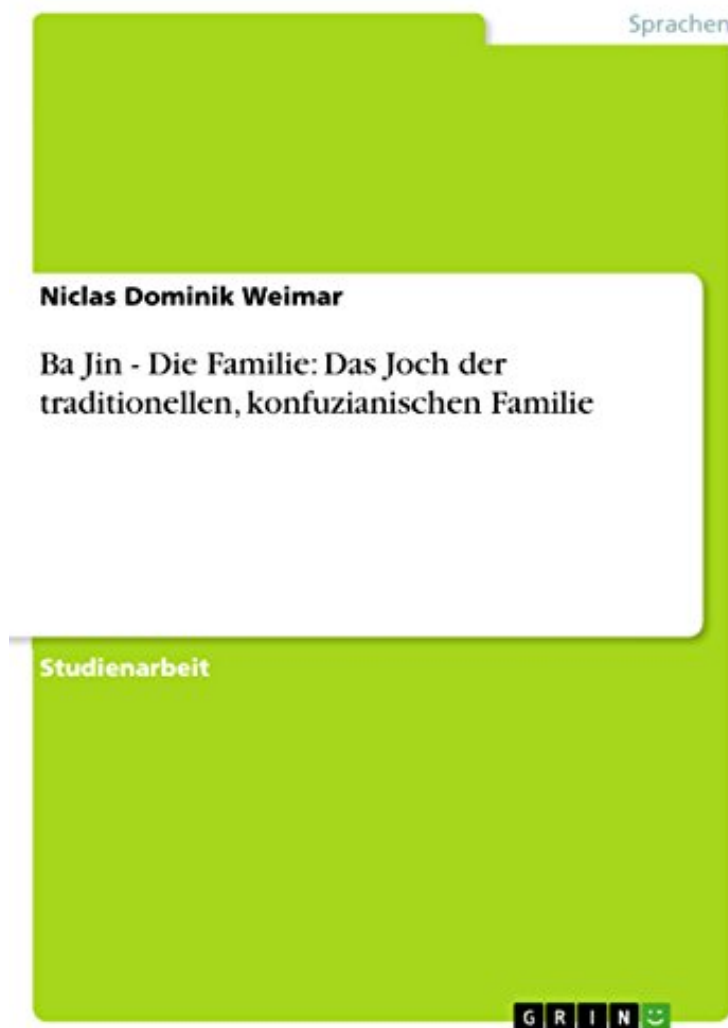 Sprachen
Niclas Dominik Weimar
Ba Jin - Die Familie: Das Joch der
traditionellen, konfuzianischen Familie
Studienarbeit
GRIN